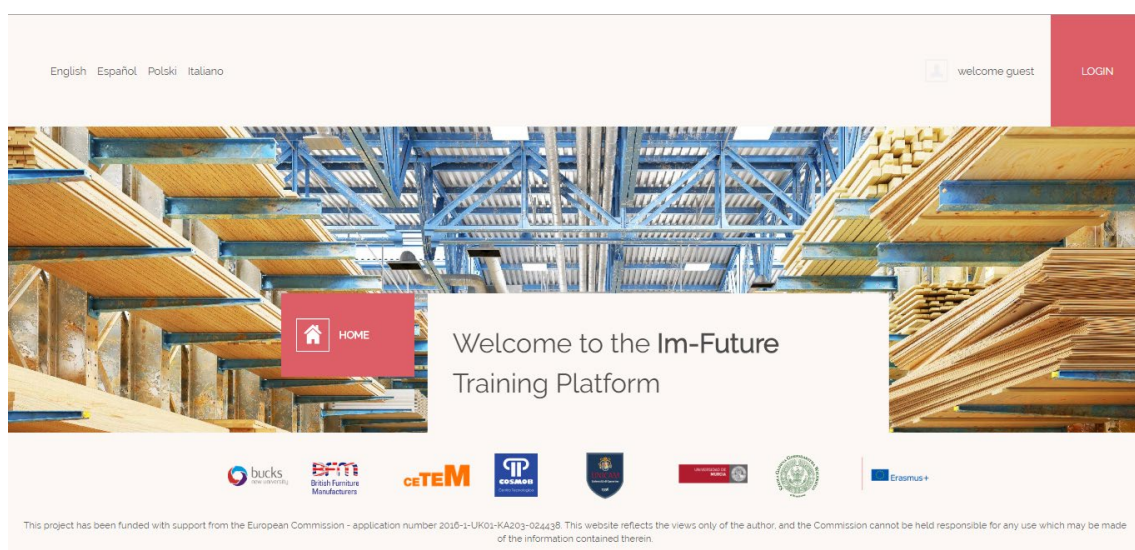 English Español Polski Italiano
welcome guest
LOGIN
HOME
Welcome to the Im-Future
Training Platform
bucks
new university
BFM
British Furniture
Manufacturers
CETEM
COSMOB
UNIVERSIDAD DE
MURCIA
Erasmus+
This project has been funded with support from the European Commission - application number 2016-1-UK01-KA203-024438. This website reflects the views only of the author, and the Commission cannot be held responsible for any use which may be made
of the information contained therein.